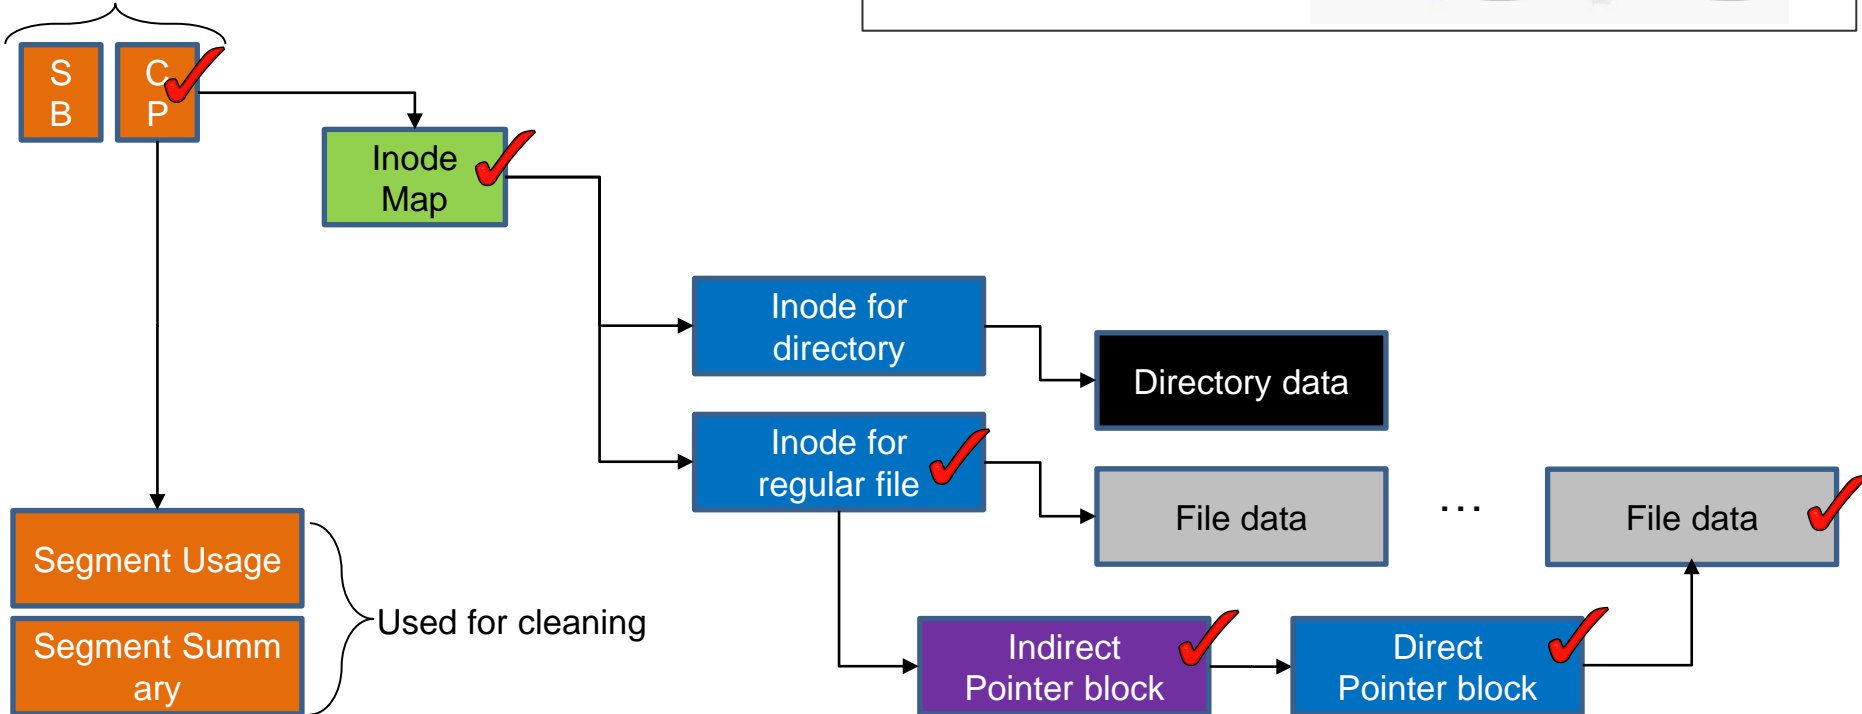 S
B
C
P
Inode
Map
Inode for
directory
Directory data
Inode for
regular file
File data
...
File data
Segment Usage
Segment Summ
ary
Used for cleaning
Indirect
Pointer block
Direct
Pointer block